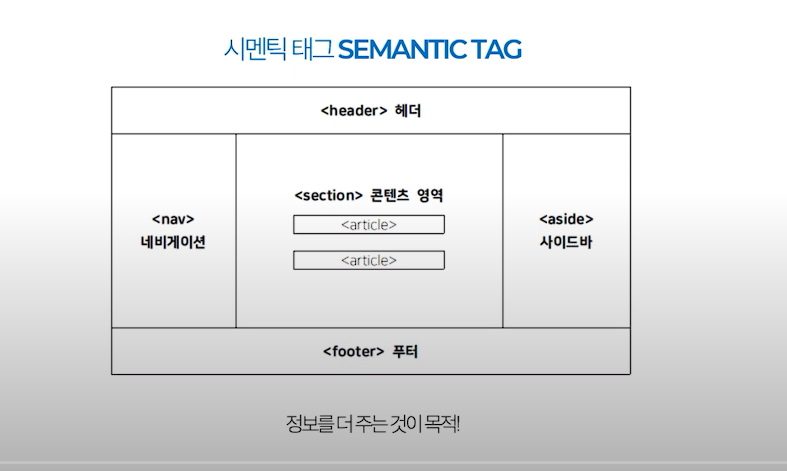 시멘틱 태그 SEMANTIC TAG
<header> 헤더
<nav>
네비게이션
<section> 콘텐츠 영역
<article>
<article>
<aside>
사이드바
<footer> 푸터
정보를 더 주는 것이 목적!